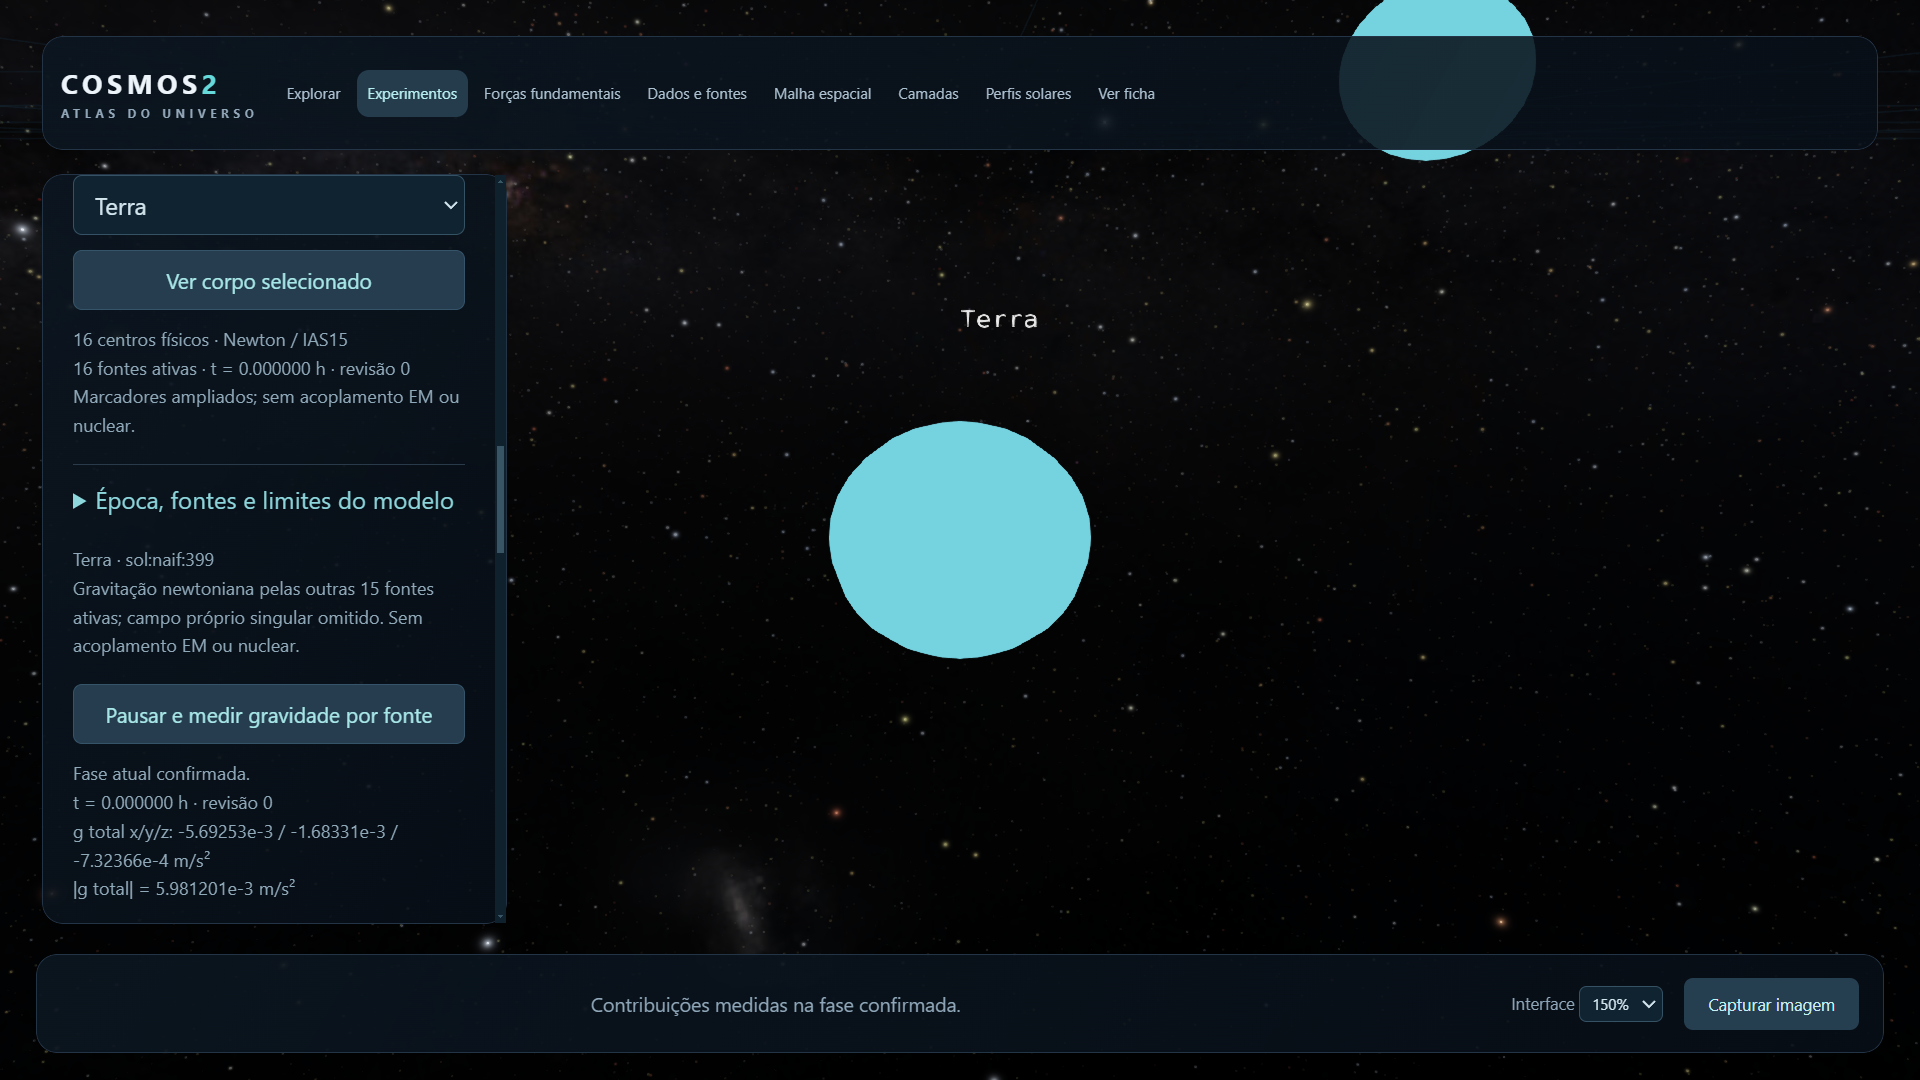 COSMOS2
ATLAS DO UNIVERSO
Explorar
Experimentos
Forças fundamentais
Dados e fontes
Malha espacial
Camadas
Perfis solares
Ver ficha
Terra
Ver corpo selecionado
16 centros físicos · Newton / IAS15
16 fontes ativas · t = 0.000000 h · revisão 0
Marcadores ampliados; sem acoplamento EM ou
nuclear.
Época, fontes e limites do modelo
Terra · sol:naif:399
Gravitação newtoniana pelas outras 15 fontes
ativas; campo próprio singular omitido. Sem
acoplamento EM ou nuclear.
Pausar e medir gravidade por fonte
Fase atual confirmada.
t = 0.000000 h · revisão 0
g total x/y/z: -5.69253e-3 / -1.68331e-3 /
-7.32366e-4 m/s²
|g total| = 5.981201e-3 m/s²
Terra
Contribuições medidas na fase confirmada.
Interface
150%
Capturar imagem